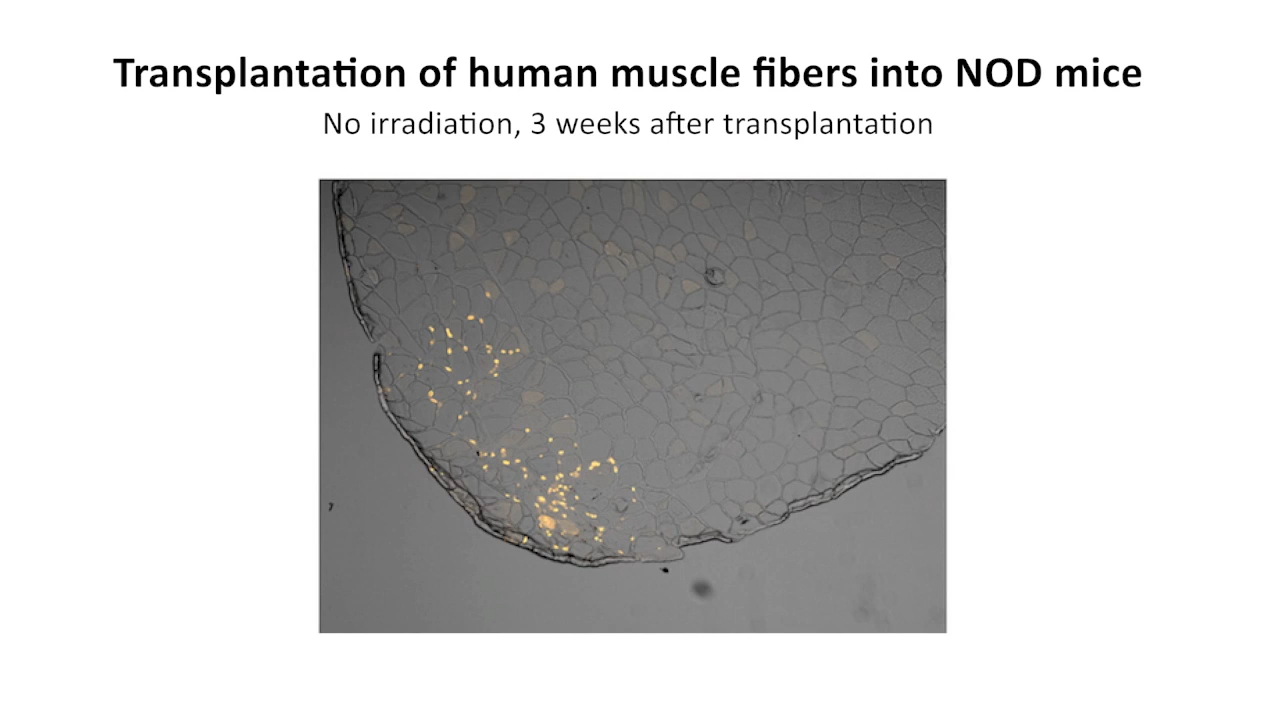 Transplantation of human muscle fibers into NOD mice
No irradiation, 3 weeks after transplantation